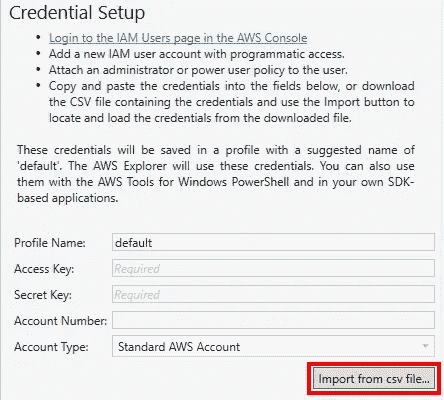 Credential Setup
• Login to the IAM Users page in the AWS Console
• Add a new IAM user account with programmatic access.
• Attach an administrator or power user policy to the user.
• Copy and paste the credentials into the fields below, or download
the CSV file containing the credentials and use the Import button to
locate and load the credentials from the downloaded file.
These credentials will be saved in a profile with a suggested name of
'default'. The AWS Explorer will use these credentials. You can also use
them with the AWS Tools for Windows PowerShell and in your own SDK-
based applications.
Profile Name: default
Access Key: Required
Secret Key: Required
Account Number:
Account Type: Standard AWS Account
Import from csv file...